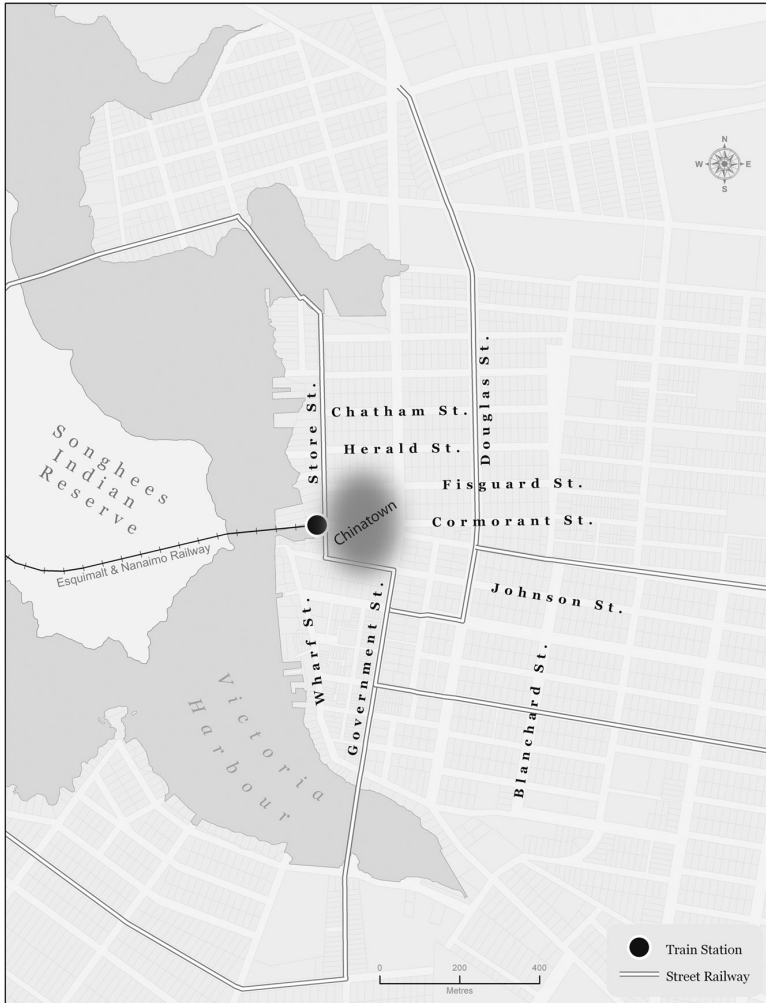 N
W E
S
Douglas St.
Store St.
Chatham St.
Herald St.
Songhees
Indian
Reserve
Fisguard St.
Chinatown
Cormorant St.
Esquimalt & Nanaimo Railway
Johnson St.
Wharf St.
Government St.
Blanchard St.
Victoria
Harbour
Train Station
0 200 400
Metres
Street Railway